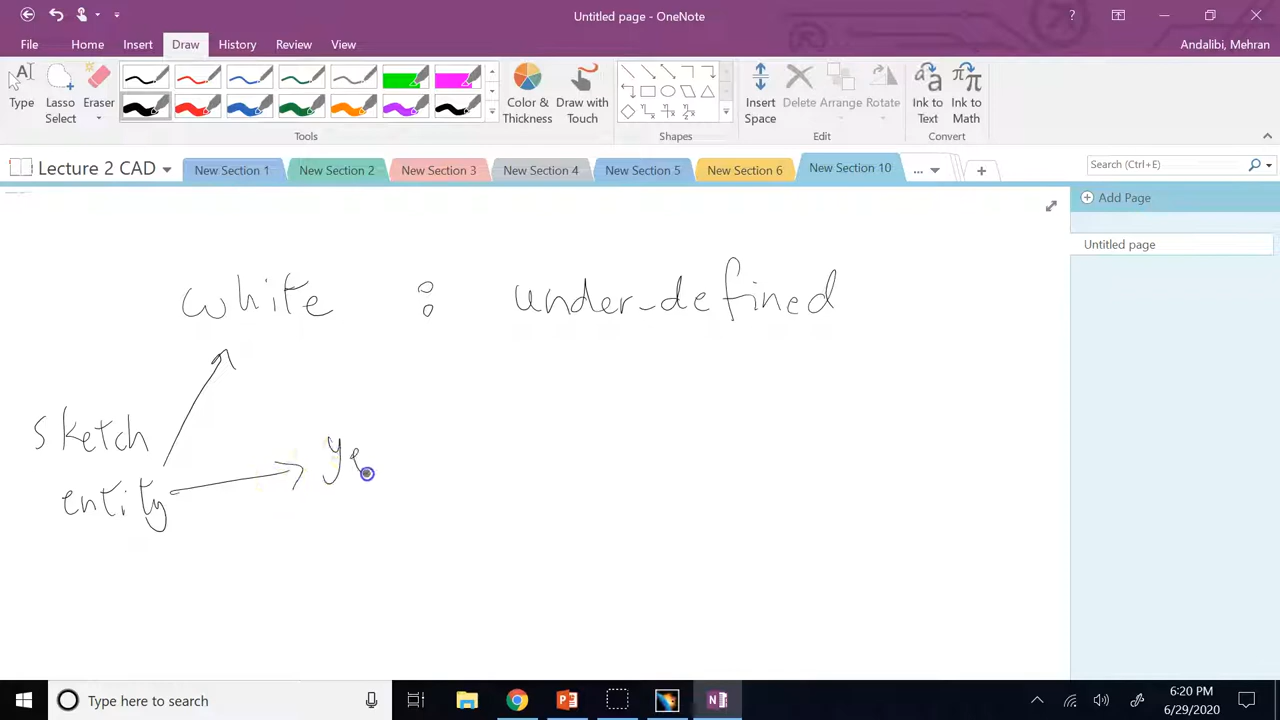 Untitled page - OneNote
?
File Home Insert Draw History Review View
Andalibi, Mehran
Type Lasso Select Eraser Color & Thickness Draw with Touch Insert Space Delete Arrange Rotate Ink to Text Ink to Math
Tools Shapes Edit Convert
Lecture 2 CAD New Section 1 New Section 2 New Section 3 New Section 4 New Section 5 New Section 6 New Section 10 ... Search (Ctrl+E)
Add Page
Untitled page
white : under-defined
sketch
entity
ye
Type here to search
6:20 PM
6/29/2020